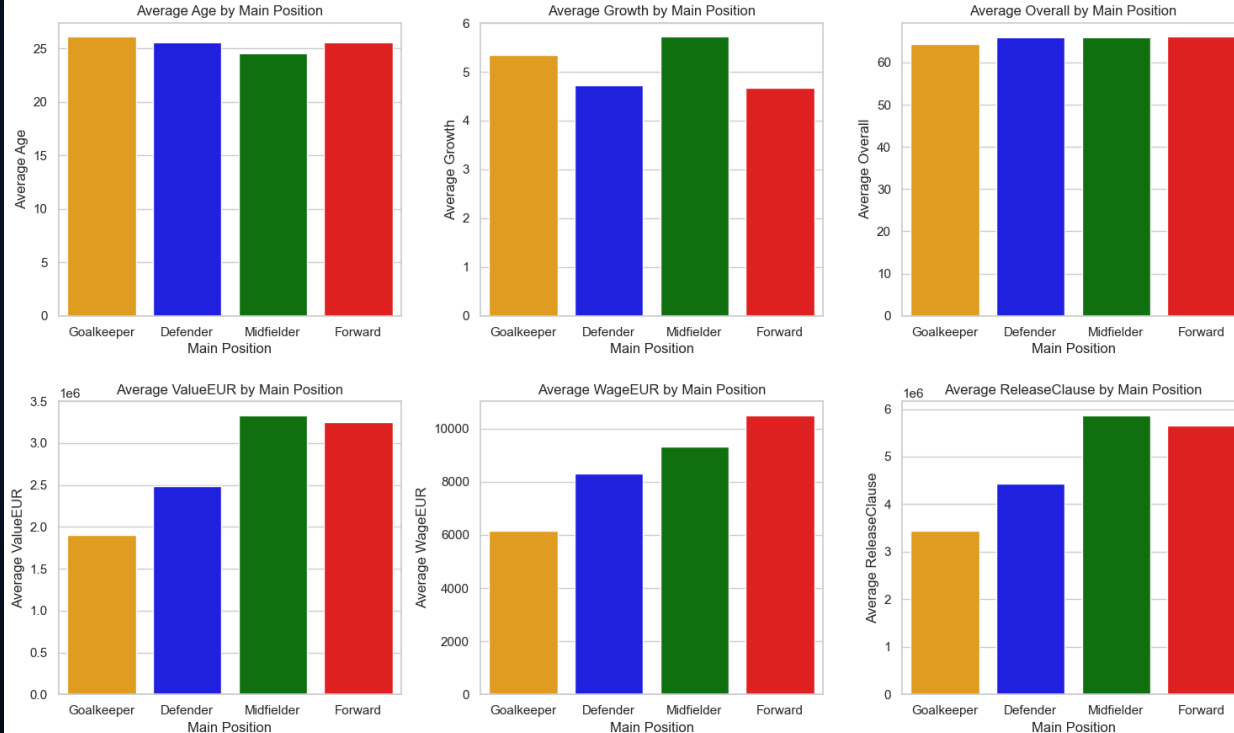 Average Age by Main Position
Average Age
25
20
15
10
5
0
Goalkeeper Defender Midfielder Forward
Main Position
Average Growth by Main Position
Average Growth
6
5
4
3
2
1
0
Goalkeeper Defender Midfielder Forward
Main Position
Average Overall by Main Position
Average Overall
60
50
40
30
20
10
0
Goalkeeper Defender Midfielder Forward
Main Position
Average ValueEUR by Main Position
1e6
Average ValueEUR
3.5
3.0
2.5
2.0
1.5
1.0
0.5
0.0
Goalkeeper Defender Midfielder Forward
Main Position
Average WageEUR by Main Position
Average WageEUR
10000
8000
6000
4000
2000
0
Goalkeeper Defender Midfielder Forward
Main Position
Average ReleaseClause by Main Position
1e6
Average ReleaseClause
6
5
4
3
2
1
0
Goalkeeper Defender Midfielder Forward
Main Position